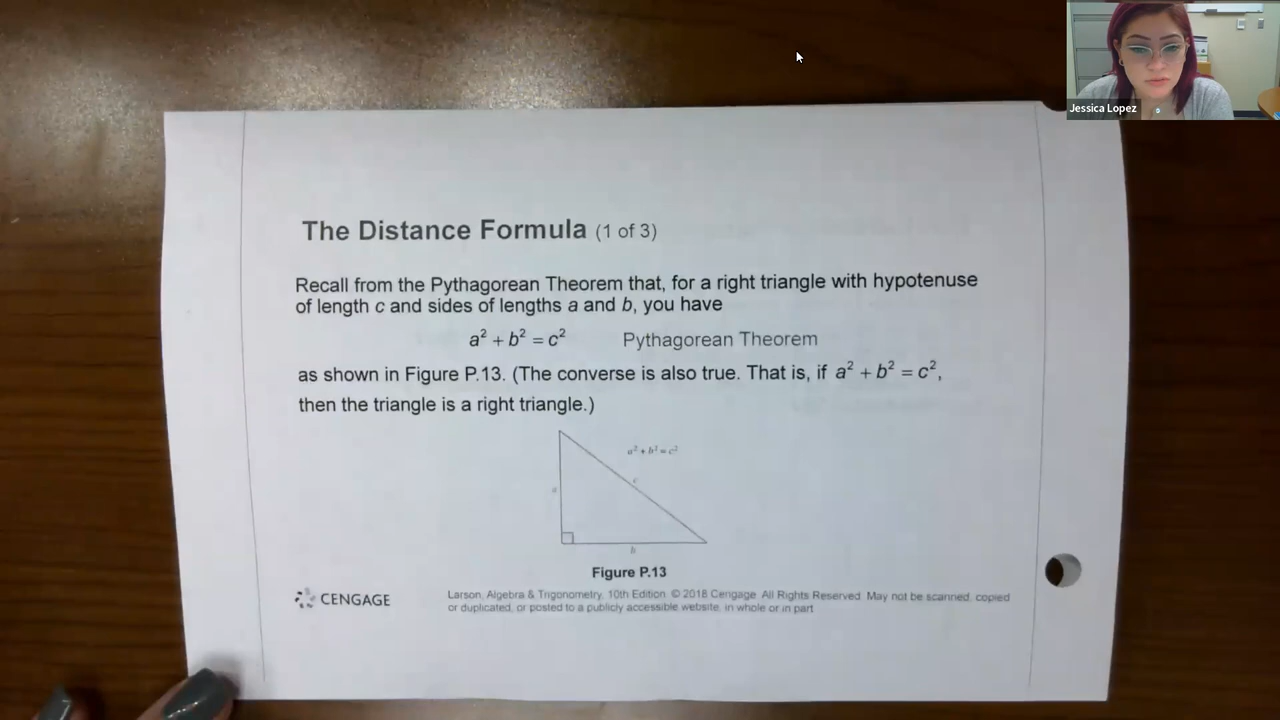 Jessica Lopez
The Distance Formula (1 of 3)
Recall from the Pythagorean Theorem that, for a right triangle with hypotenuse
of length c and sides of lengths a and b, you have
a² + b² = c² Pythagorean Theorem
as shown in Figure P.13. (The converse is also true. That is, if a² + b² = c²,
then the triangle is a right triangle.)
a² + b² = c²
c
a
b
Figure P.13
CENGAGE
Larson, Algebra & Trigonometry, 10th Edition. © 2018 Cengage. All Rights Reserved. May not be scanned, copied
or duplicated, or posted to a publicly accessible website, in whole or in part.